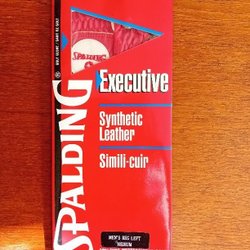 SPALDING
Executive
Synthetic
Leather
Simili-cuir
SPALDING
MEN'S REG LEFT
MEDIUM